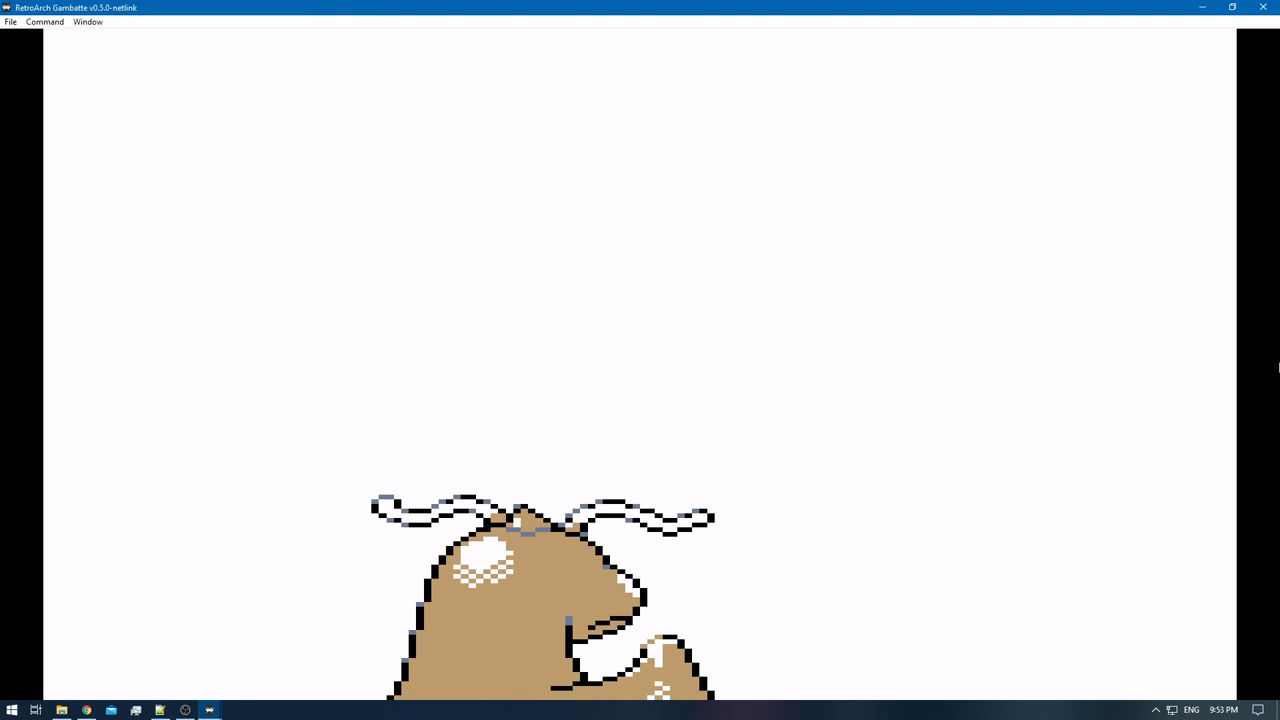 RetroArch Gambatte v0.5.0-netlink
File Command Window
ENG 9:53 PM